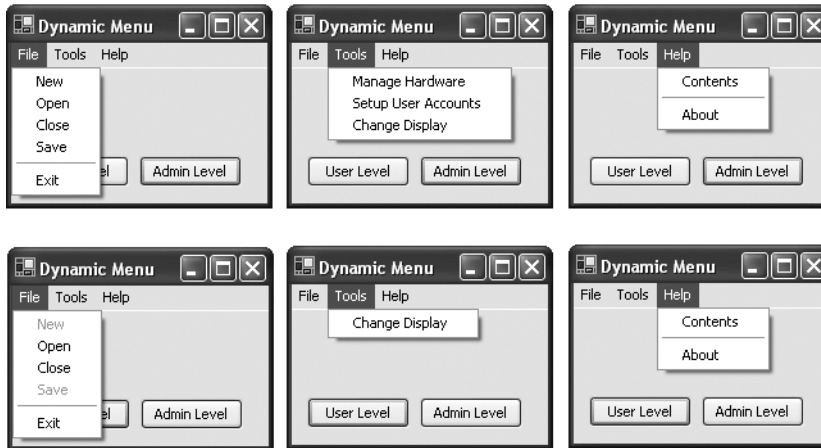 Dynamic Menu
File Tools Help
New
Open
Close
Save
Exit
Admin Level
Dynamic Menu
File Tools Help
Manage Hardware
Setup User Accounts
Change Display
User Level Admin Level
Dynamic Menu
File Tools Help
Contents
About
User Level Admin Level
Dynamic Menu
File Tools Help
New
Open
Close
Save
Exit
Admin Level
Dynamic Menu
File Tools Help
Change Display
User Level Admin Level
Dynamic Menu
File Tools Help
Contents
About
User Level Admin Level